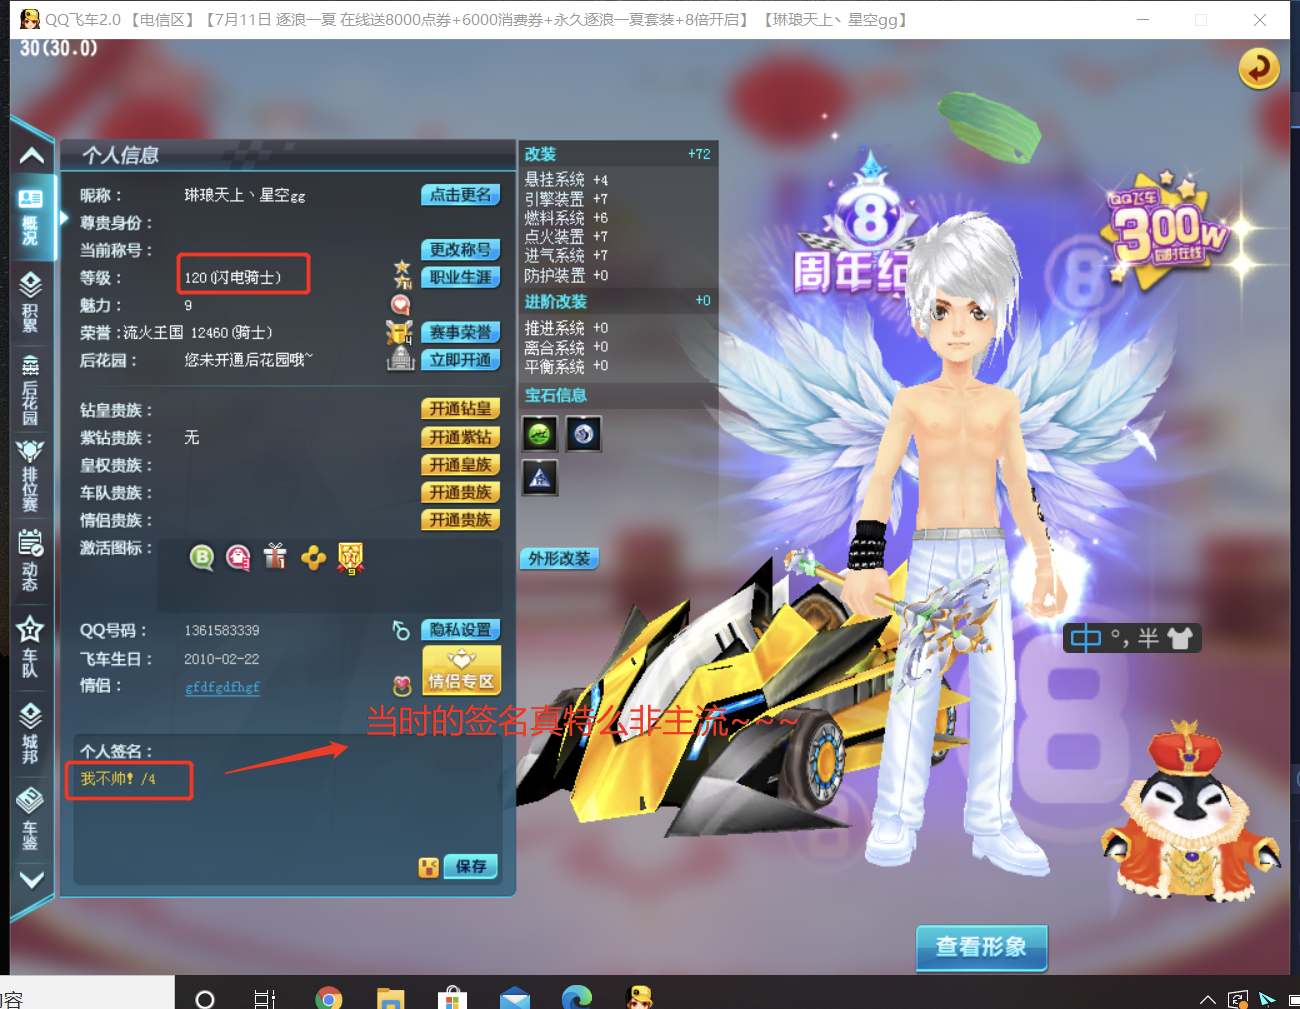 QQ飞车2.0 【电信区】【7月11日 逐浪一夏 在线送8000点券+6000消费券+永久逐浪一夏套装+8倍开启】 【琳琅天上丶星空gg】
30(30.0)
个人信息
昵称： 琳琅天上丶星空gg 点击更名
尊贵身份：
当前称号： 更改称号
等级： 120(闪电骑士) 职业生涯
魅力： 9
荣誉：流火王国 12460(骑士) 4 赛事荣誉
后花园： 您未开通后花园哦~ 立即开通
钻皇贵族： 开通钻皇
紫钻贵族： 无 开通紫钻
皇权贵族： 开通皇族
车队贵族： 开通贵族
情侣贵族： 开通贵族
激活图标：
QQ号码： 1361583339 隐私设置
飞车生日： 2010-02-22
情侣： gfdfgdfhgf 情侣专区
当时的签名真特么非主流~~~
个人签名：
我不帅! /4
保存
概况
积累
后花园
排位赛
动态
车队
城邦
车鉴
改装 +72
悬挂系统 +4
引擎装置 +7
燃料系统 +6
点火装置 +7
进气系统 +7
防护装置 +0
进阶改装 +0
推进系统 +0
离合系统 +0
平衡系统 +0
宝石信息
外形改装
8
周年纪
QQ飞车
300W
同时在线
8
中 °, 半
8
查看形象
内容